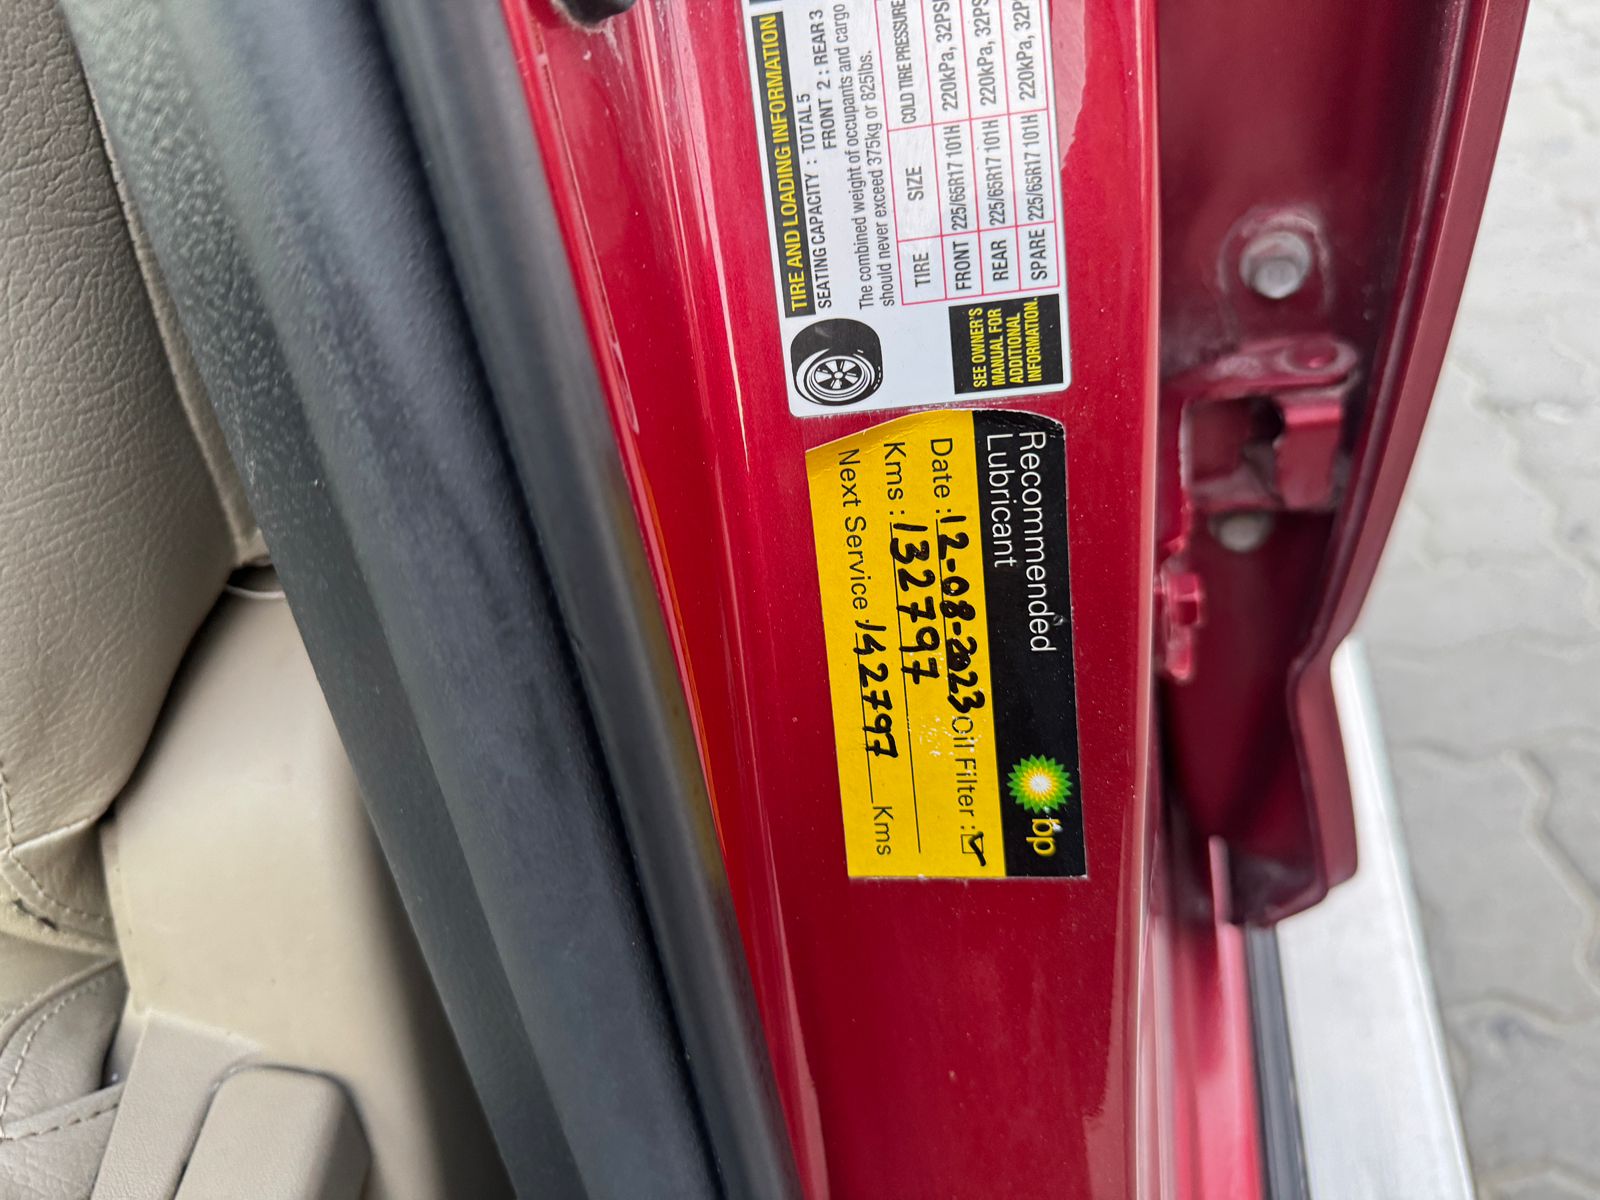 TIRE AND LOADING INFORMATION
SEATING CAPACITY : TOTAL 5
FRONT 2 : REAR 3
The combined weight of occupants and cargo
should never exceed 375kg or 825lbs.
TIRE SIZE COLD TIRE PRESSURE
FRONT 225/65R17 101H 220kPa, 32PSI
REAR 225/65R17 101H 220kPa, 32PS
SPARE 225/65R17 101H 220kPa, 32P
SEE OWNER'S
MANUAL FOR
ADDITIONAL
INFORMATION.
Recommended
Lubricant
bp
Date : 12-08-2023 Oil Filter :
Kms : 132797
Next Service : 142797 Kms